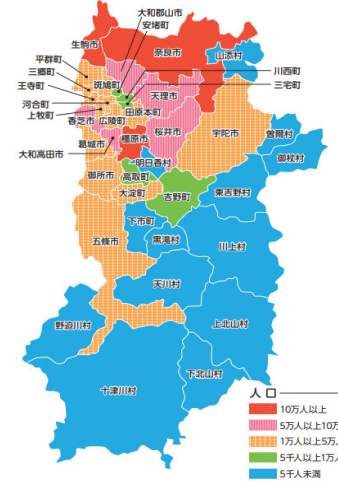 大和郡山市
安堵町
生駒市
奈良市
山添村
平群町
斑鳩町
三郷町
川西町
王寺町
三宅町
天理市
河合町
田原本町
上牧町
香芝市
広陵町
桜井市
宇陀市
曽爾村
葛城市
橿原市
大和高田市
明日香村
御杖村
御所市
高取町
大淀町
吉野町
東吉野村
下市町
五條市
黒滝村
川上村
天川村
野迫川村
上北山村
下北山村
十津川村
人 口
10万人以上
5万人以上10万
1万人以上5万人
5千人以上1万人
5千人未満